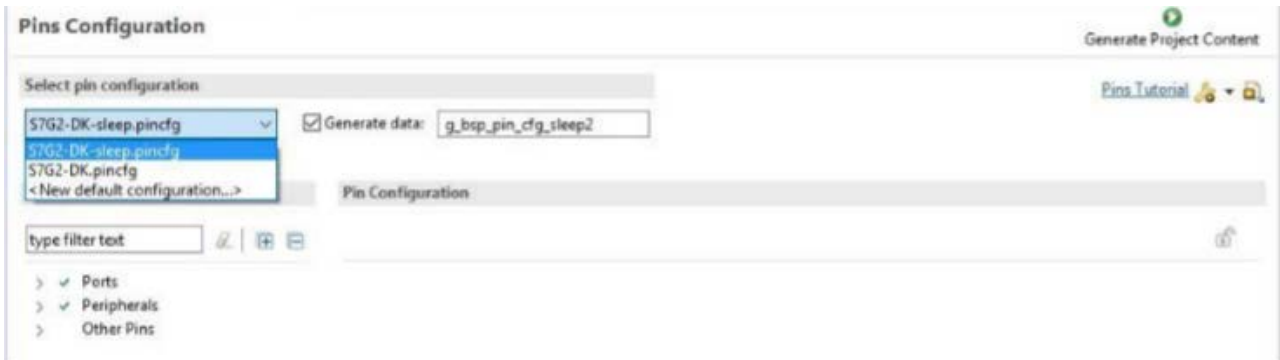 Pins Configuration
Generate Project Content
Select pin configuration
Pins Tutorial
S7G2-DK-sleep.pincfg
Generate data:
g_bsp_pin_cfg_sleep2
S7G2-DK-sleep.pincfg
S7G2-DK.pincfg
<New default configuration...>
Pin Configuration
type filter text
Ports
Peripherals
Other Pins